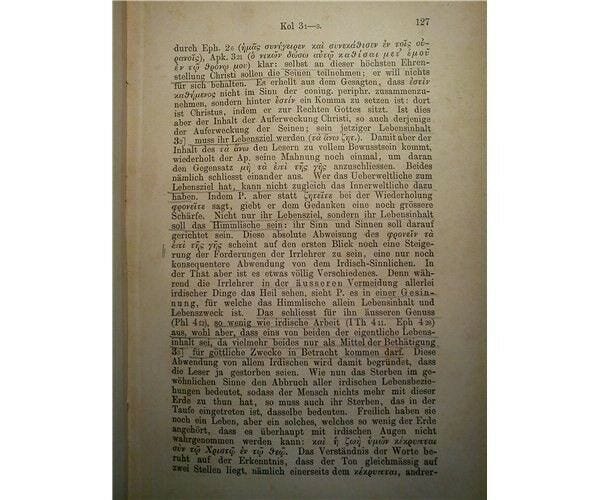 Kol 31—3. 127
durch Eph. 26 (ἡμᾶς συνήγειρεν καὶ συνεκάθισεν ἐν τοῖς οὐ-
ρανοῖς), Apk. 321 (ὁ νικῶν δώσω αὐτῷ καθίσαι μετ' ἐμοῦ
ἐν τῷ θρόνῳ μου) klar: selbst an dieser höchsten Ehren-
stellung Christi sollen die Seinen teilnehmen; er will nichts
für sich behalten. Es erhellt aus dem Gesagten, dass ἐστὶν
καθήμενος nicht im Sinn der coniug. periphr. zusammenzu-
nehmen, sondern hinter ἐστίν ein Komma zu setzen ist: dort
ist Christus, indem er zur Rechten Gottes sitzt. Ist dies
aber der Inhalt der Auferweckung Christi, so auch derjenige
der Auferweckung der Seinen; sein jetziger Lebensinhalt
32] muss ihr Lebensziel werden (τὰ ἄνω ζητ.). Damit aber der
Inhalt des τὰ ἄνω den Lesern zu vollem Bewusstsein kommt,
wiederholt der Ap. seine Mahnung noch einmal, um daran
den Gegensatz μὴ τὰ ἐπὶ τῆς γῆς anzuschliessen. Beides
nämlich schliesst einander aus. Wer das Ueberweltliche zum
Lebensziel hat, kann nicht zugleich das Innerweltliche dazu
haben. Indem P. aber statt ζητεῖτε bei der Wiederholung
φρονεῖτε sagt, giebt er dem Gedanken eine noch grössere
Schärfe. Nicht nur ihr Lebensziel, sondern ihr Lebensinhalt
soll das Himmlische sein: ihr Sinn und Sinnen soll darauf
gerichtet sein. Diese absolute Abweisung des φρονεῖν τὰ
ἐπὶ τῆς γῆς scheint auf den ersten Blick noch eine Steige-
rung der Forderungen der Irrlehrer zu sein, eine nur noch
konsequentere Abwendung von dem Irdisch-Sinnlichen. In
der That aber ist es etwas völlig Verschiedenes. Denn wäh-
rend die Irrlehrer in der äusseren Vermeidung allerlei
irdischer Dinge das Heil sehen, sieht P. es in einer Gesin-
nung, für welche das Himmlische allein Lebensinhalt und
Lebenszweck ist. Das schliesst für ihn äusseren Genuss
(Phl 412), so wenig wie irdische Arbeit (I Th 411. Eph 428)
aus, wohl aber, dass eins von beiden der eigentliche Lebens-
inhalt sei, da vielmehr beides nur als Mittel der Bethätigung
33] für göttliche Zwecke in Betracht kommen darf. Diese
Abwendung von allem Irdischen wird damit begründet, dass
die Leser ja gestorben seien. Wie nun das Sterben im ge-
wöhnlichen Sinne den Abbruch aller irdischen Lebensbezie-
hungen bedeutet, sodass der Mensch nichts mehr mit dieser
Erde zu thun hat, so muss auch ihr Sterben, das in der
Taufe eingetreten ist, dasselbe bedeuten. Freilich haben sie
noch ein Leben, aber ein solches, welches so wenig der Erde
angehört, dass es überhaupt mit irdischen Augen nicht
wahrgenommen werden kann: καὶ ἡ ζωὴ ὑμῶν κέκρυπται
σὺν τῷ Χριστῷ ἐν τῷ θεῷ. Das Verständnis der Worte be-
ruht auf der Erkenntnis, dass der Ton gleichmässig auf
zwei Stellen liegt, nämlich einerseits dem κέκρυπται, andrer-